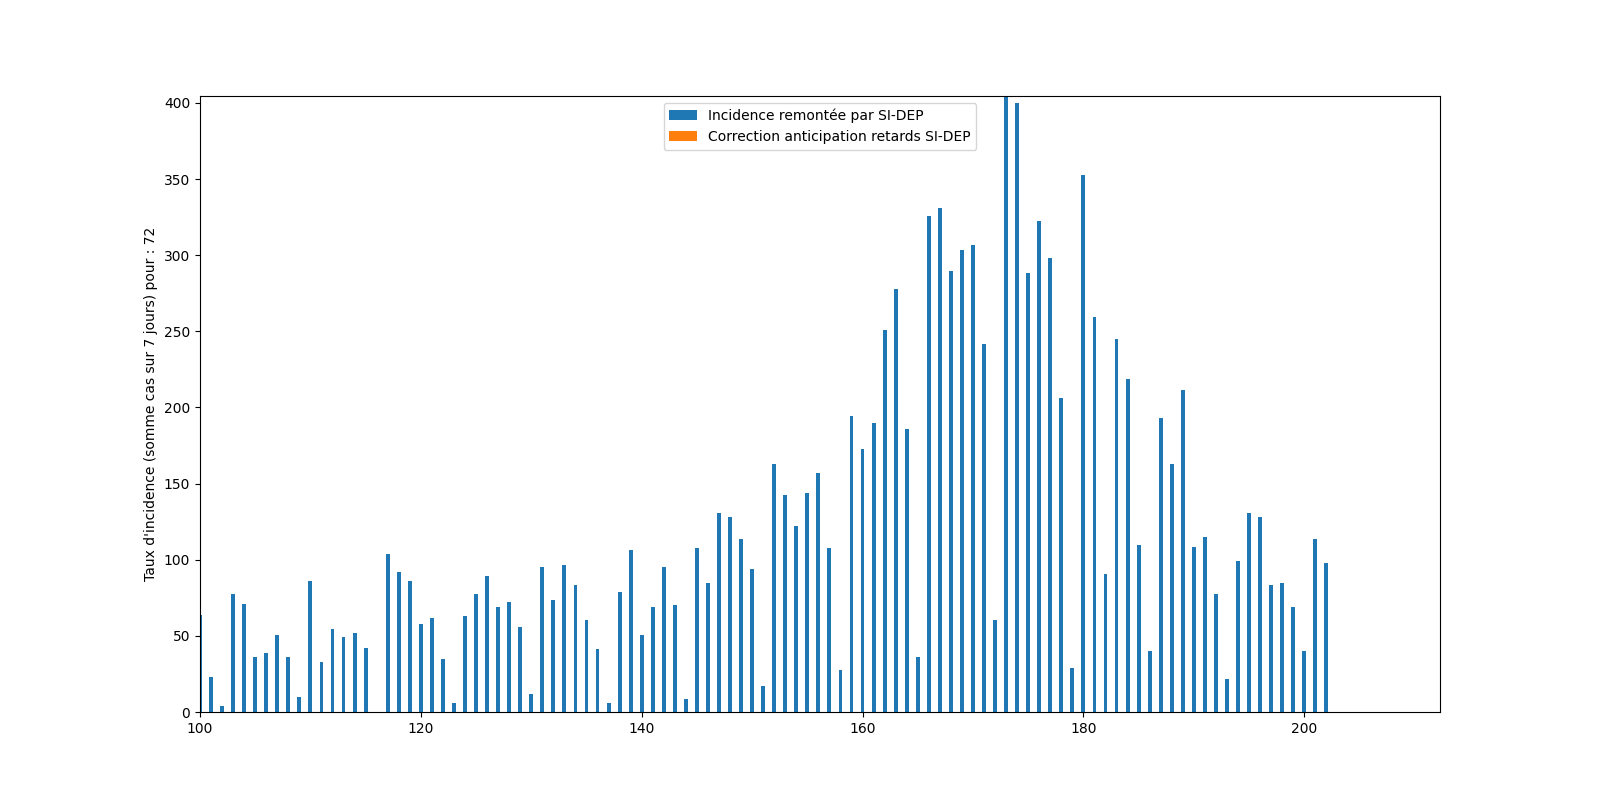 Incidence remontée par SI-DEP
Correction anticipation retards SI-DEP
Taux d'incidence (somme cas sur 7 jours) pour : 72
400
350
300
250
200
150
100
50
0
100 120 140 160 180 200